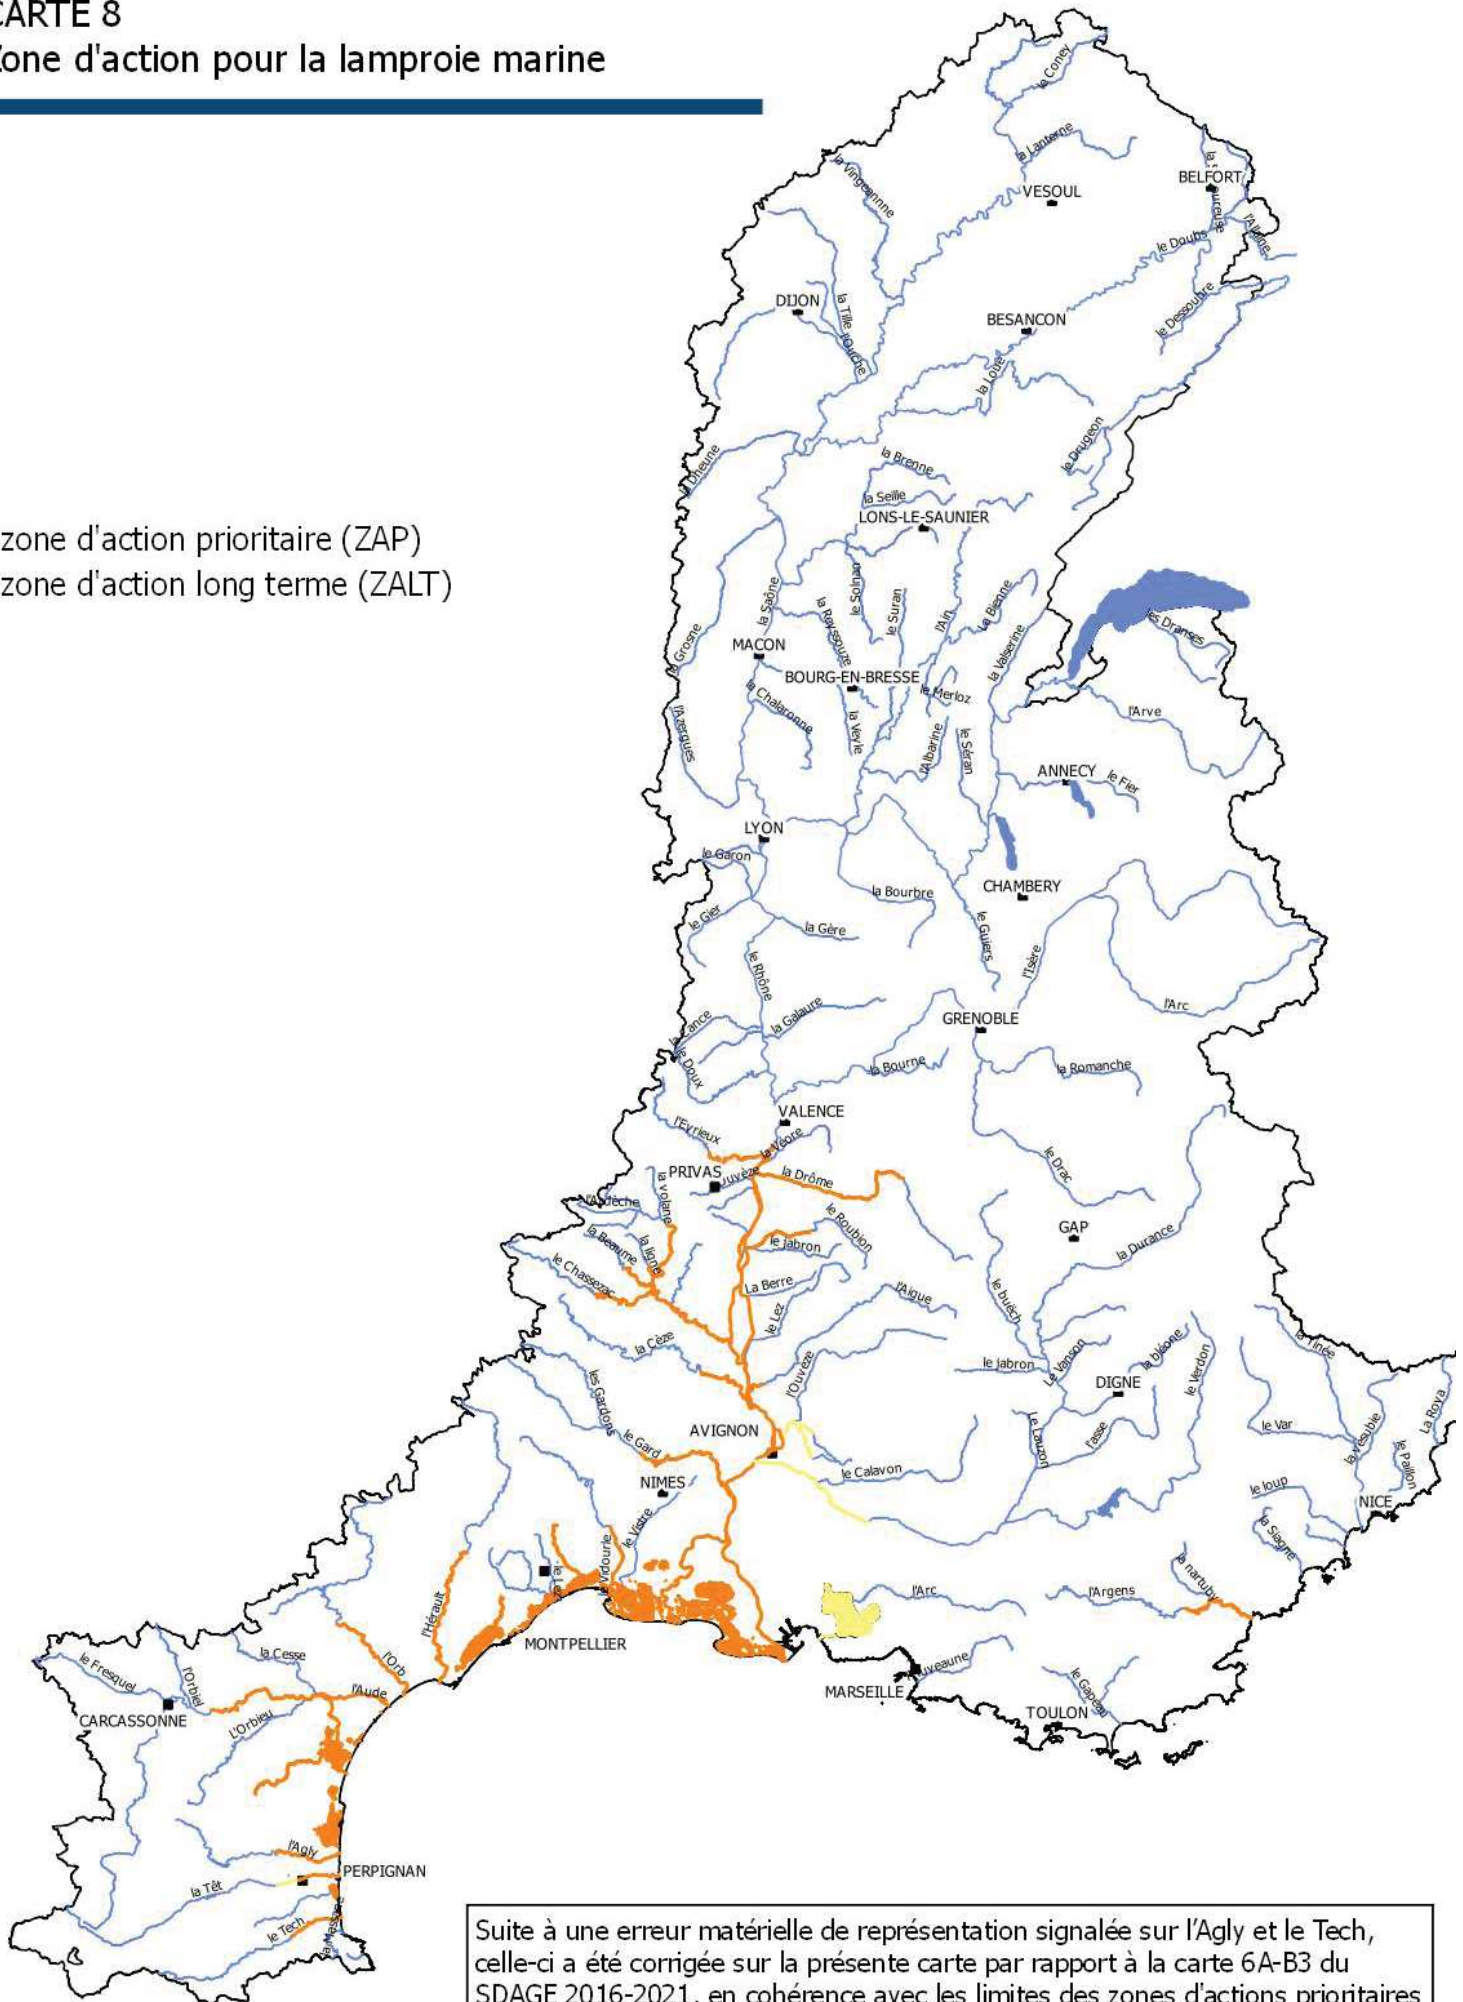 CARTE 8
Zone d'action pour la lamproie marine
zone d'action prioritaire (ZAP)
zone d'action long terme (ZALT)
le Coney
la Lanterne
la Vingeannne
VESOUL
BELFORT
l'Allaine
le Doubs
le Dessoubre
DIJON
la Tille
l'Ouche
BESANCON
la Loue
le Drugeon
la Dheune
la Brenne
la Seille
LONS-LE-SAUNIER
la Saône
le Solnan
le Suran
la Reyssouze
l'Ain
La Bienne
la Valserine
les Dranses
la Grosne
MACON
BOURG-EN-BRESSE
le Merloz
la Chalaronne
la Veyle
l'Azergues
l'Albarine
le Séran
l'Arve
ANNECY
le Fier
LYON
le Garon
la Bourbre
CHAMBERY
le Gier
la Gère
le Guiers
l'Isère
le Rhône
l'Arc
la Cance
la Galaure
GRENOBLE
le Doux
la Bourne
la Romanche
VALENCE
l'Eyrieux
la Véore
le Drac
PRIVAS
la Drôme
l'Ardèche
la volane
la Beaume
la ligne
le Roubion
le Jabron
GAP
la Durance
le Chassezac
La Berre
le Lez
l'Aigue
le buëch
la Cèze
l'Ouveze
le jabron
Le Vanson
la bléone
le Verdon
la Tinée
DIGNE
les Gardons
AVIGNON
le Gard
le Calavon
Le Lauzon
l'asse
le Var
la vésubie
La Roya
le Paillon
NIMES
le Vistre
le loup
NICE
la Siagne
le Vidourle
le Lez
l'Arc
l'Argens
la nartuby
l'Hérault
MONTPELLIER
la Cesse
l'Orb
le Fresquel
l'Orbiel
l'Aude
CARCASSONNE
L'Orbieu
MARSEILLE
le Gapeau
TOULON
l'Agly
PERPIGNAN
la Têt
le Tech
la Massane
Suite à une erreur matérielle de représentation signalée sur l'Agly et le Tech,
celle-ci a été corrigée sur la présente carte par rapport à la carte 6A-B3 du
SDAGE 2016-2021, en cohérence avec les limites des zones d'actions prioritaires